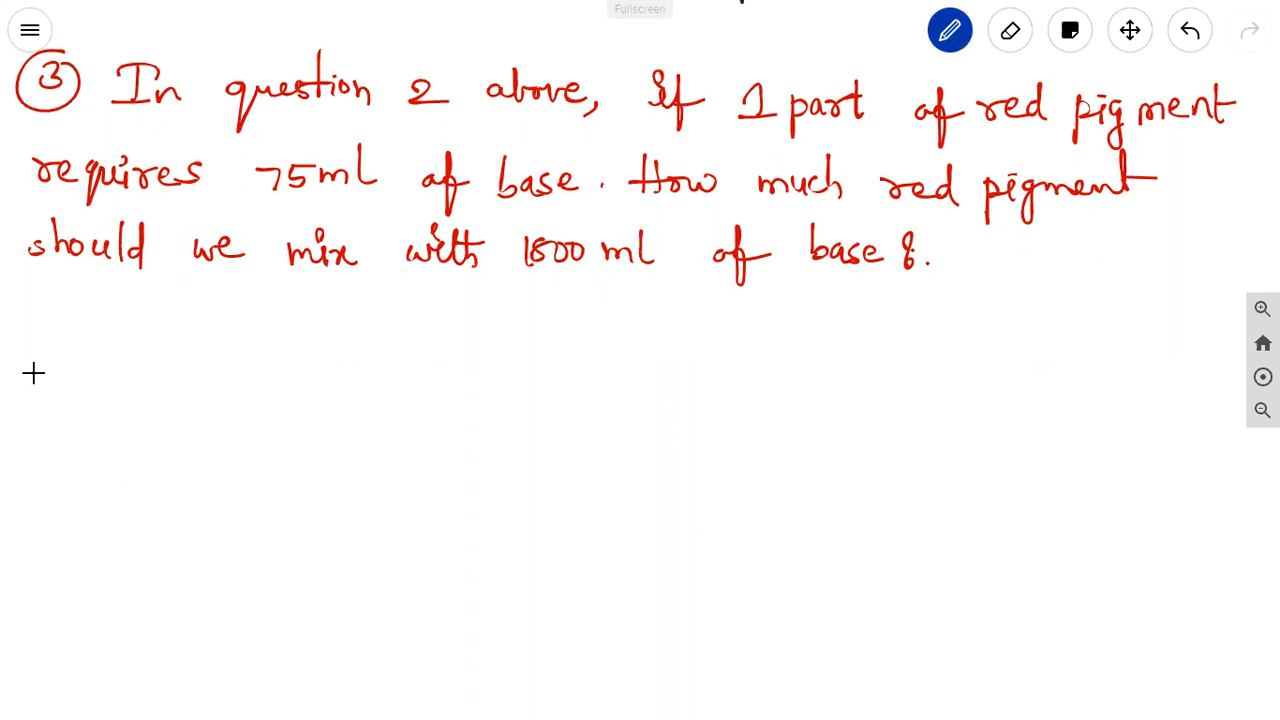 Fullscreen
③ In question 2 above, If 1 part of red pigment
requires 75ml of base. How much red pigment
should we mix with 1800 ml of base?